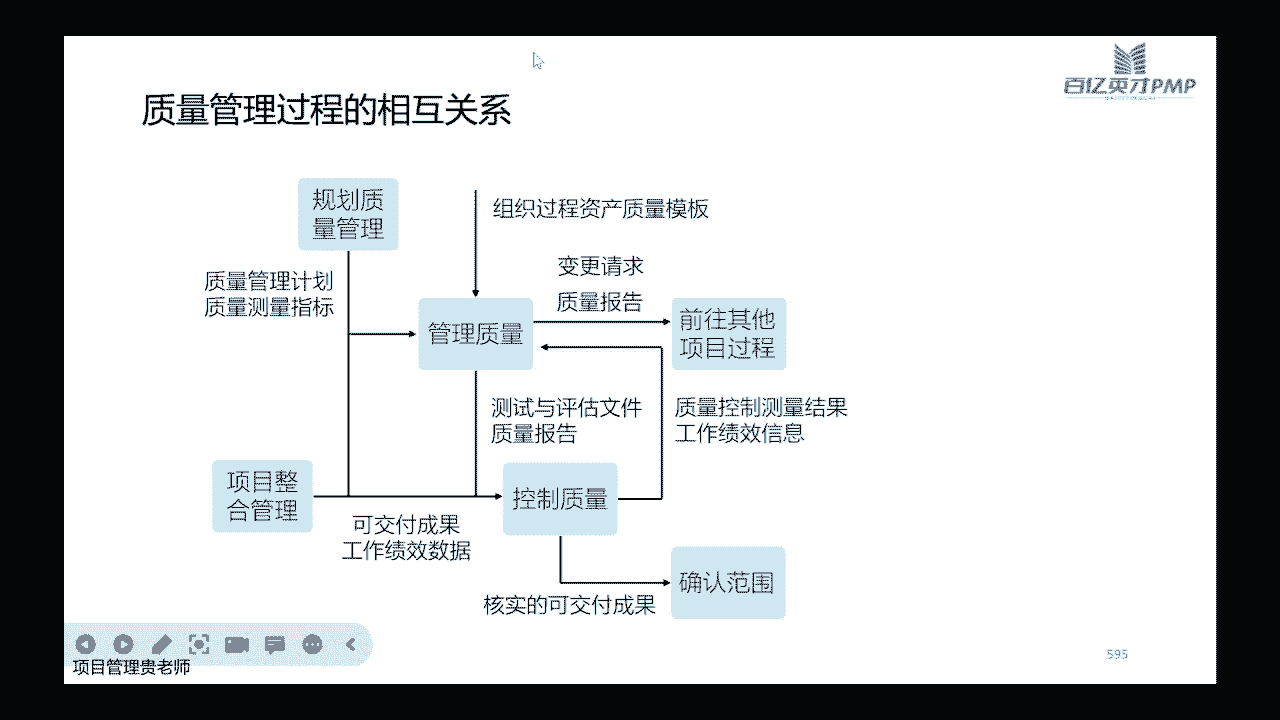 百亿英才PMP
质量管理过程的相互关系
规划质
量管理
组织过程资产质量模板
质量管理计划
质量测量指标
变更请求
质量报告
管理质量
前往其他
项目过程
测试与评估文件
质量报告
质量控制测量结果
工作绩效信息
项目整
合管理
控制质量
可交付成果
工作绩效数据
确认范围
核实的可交付成果
项目管理贵老师
595